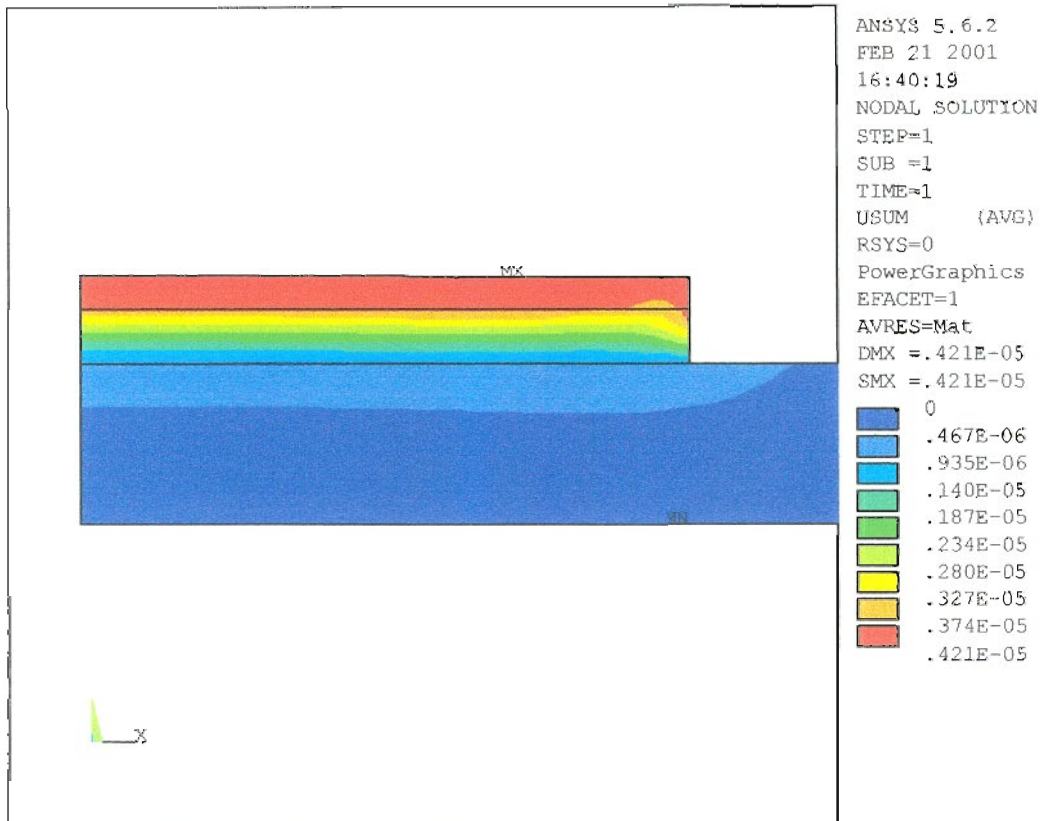 ANSYS 5.6.2
FEB 21 2001
16:40:19
NODAL SOLUTION
STEP=1
SUB =1
TIME=1
USUM (AVG)
RSYS=0
PowerGraphics
EFACET=1
AVRES=Mat
DMX =.421E-05
SMX =.421E-05
0
.467E-06
.935E-06
.140E-05
.187E-05
.234E-05
.280E-05
.327E-05
.374E-05
.421E-05
MX
MN
X